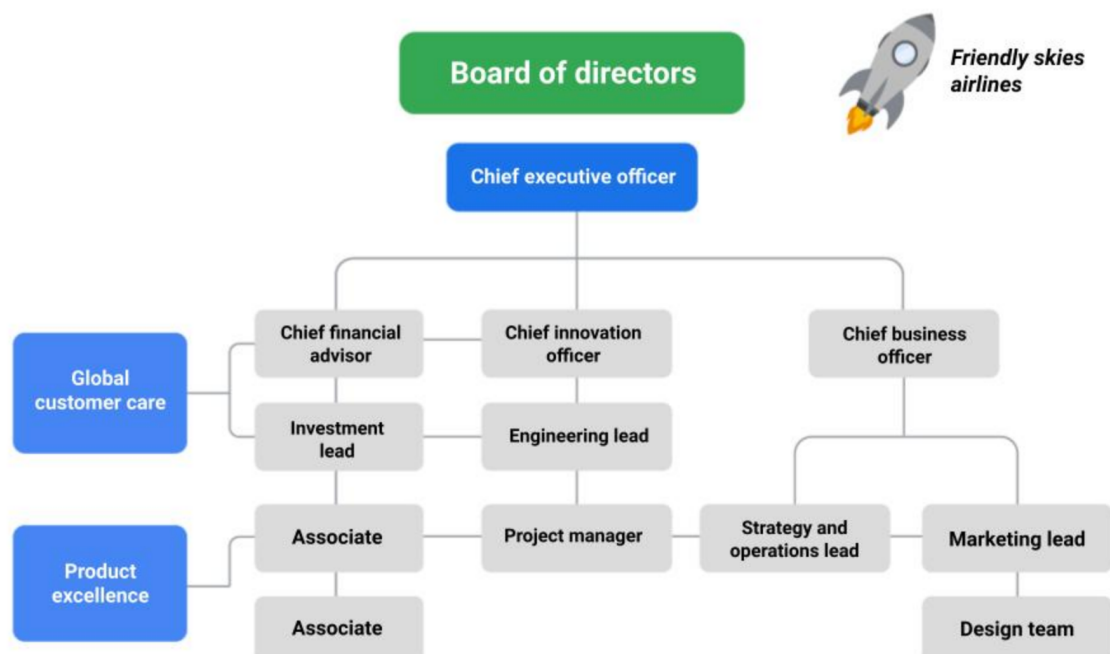 Board of directors
Friendly skies
airlines
Chief executive officer
Chief financial
advisor
Chief innovation
officer
Chief business
officer
Global
customer care
Investment
lead
Engineering lead
Associate
Project manager
Strategy and
operations lead
Marketing lead
Product
excellence
Associate
Design team